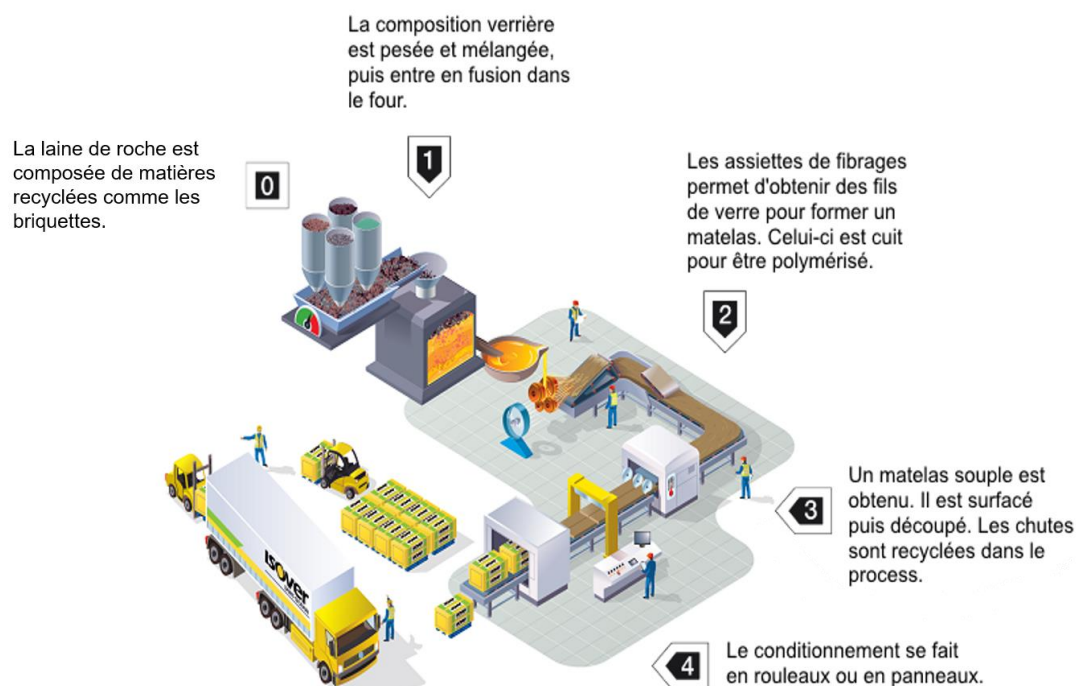 La composition verrière
est pesée et mélangée,
puis entre en fusion dans
le four.
La laine de roche est
composée de matières
recyclées comme les
briquettes.
0
1
Les assiettes de fibrages
permet d'obtenir des fils
de verre pour former un
matelas. Celui-ci est cuit
pour être polymérisé.
2
Un matelas souple est
obtenu. Il est surfacé
puis découpé. Les chutes
sont recyclées dans le
process.
3
isover
Le conditionnement se fait
en rouleaux ou en panneaux.
4